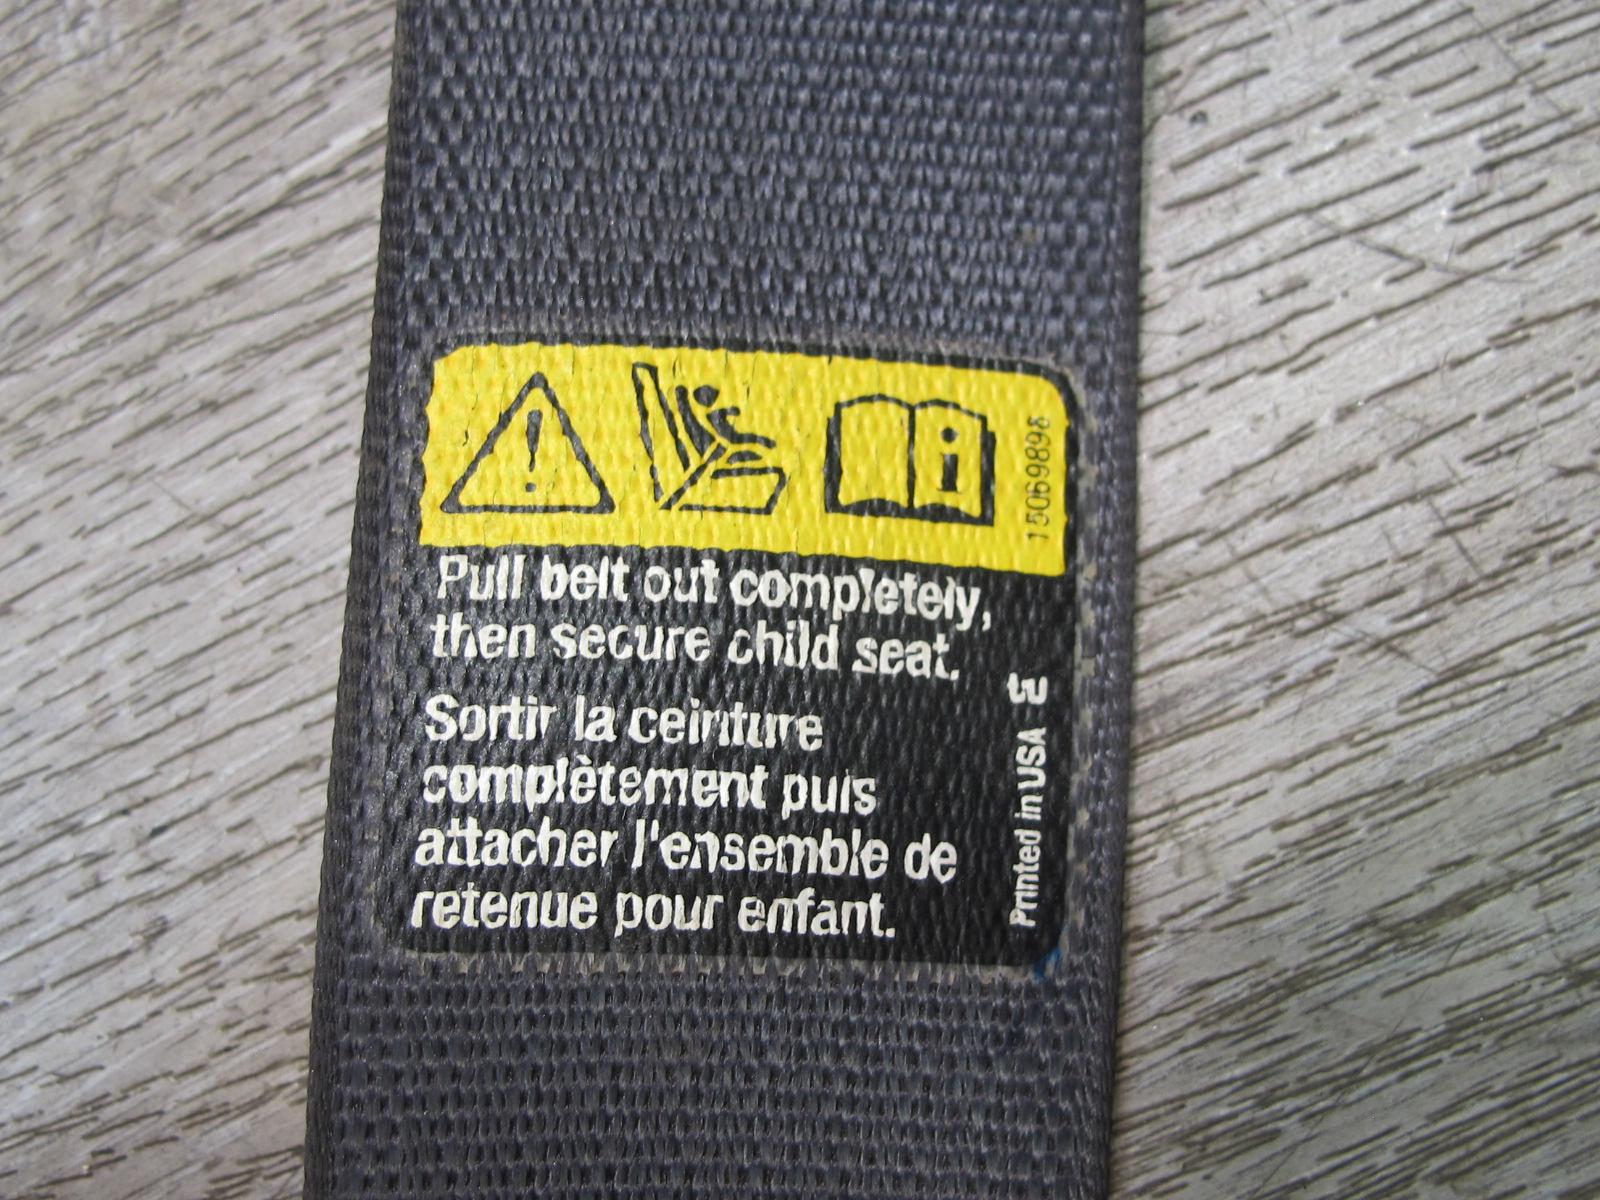 15069898
Pull belt out completely,
then secure child seat.
Sortir la ceinture
complètement puis
attacher l'ensemble de
retenue pour enfant.
Printed in USA